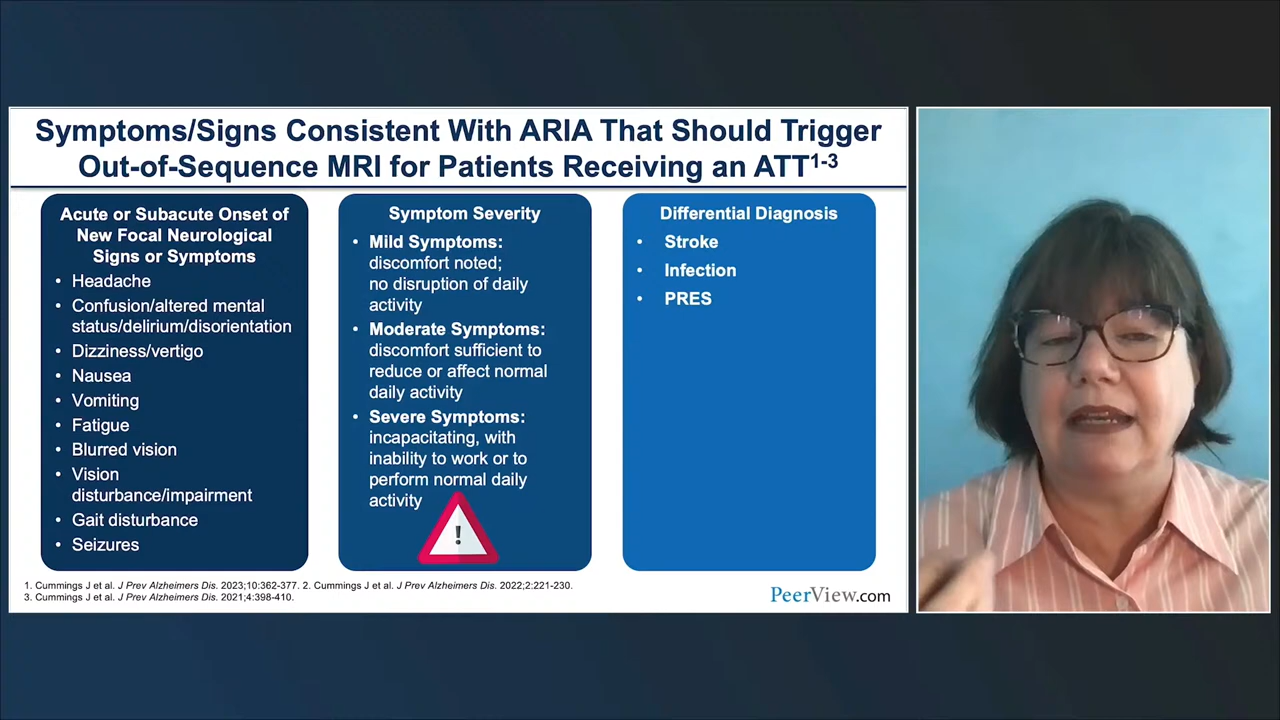 Symptoms/Signs Consistent With ARIA That Should Trigger
Out-of-Sequence MRI for Patients Receiving an ATT1-3
Acute or Subacute Onset of
New Focal Neurological
Signs or Symptoms
• Headache
• Confusion/altered mental
status/delirium/disorientation
• Dizziness/vertigo
• Nausea
• Vomiting
• Fatigue
• Blurred vision
• Vision
disturbance/impairment
• Gait disturbance
• Seizures
Symptom Severity
• Mild Symptoms:
discomfort noted;
no disruption of daily
activity
• Moderate Symptoms:
discomfort sufficient to
reduce or affect normal
daily activity
• Severe Symptoms:
incapacitating, with
inability to work or to
perform normal daily
activity
!
Differential Diagnosis
• Stroke
• Infection
• PRES
1. Cummings J et al. J Prev Alzheimers Dis. 2023;10:362-377. 2. Cummings J et al. J Prev Alzheimers Dis. 2022;2:221-230.
3. Cummings J et al. J Prev Alzheimers Dis. 2021;4:398-410.
PeerView.com